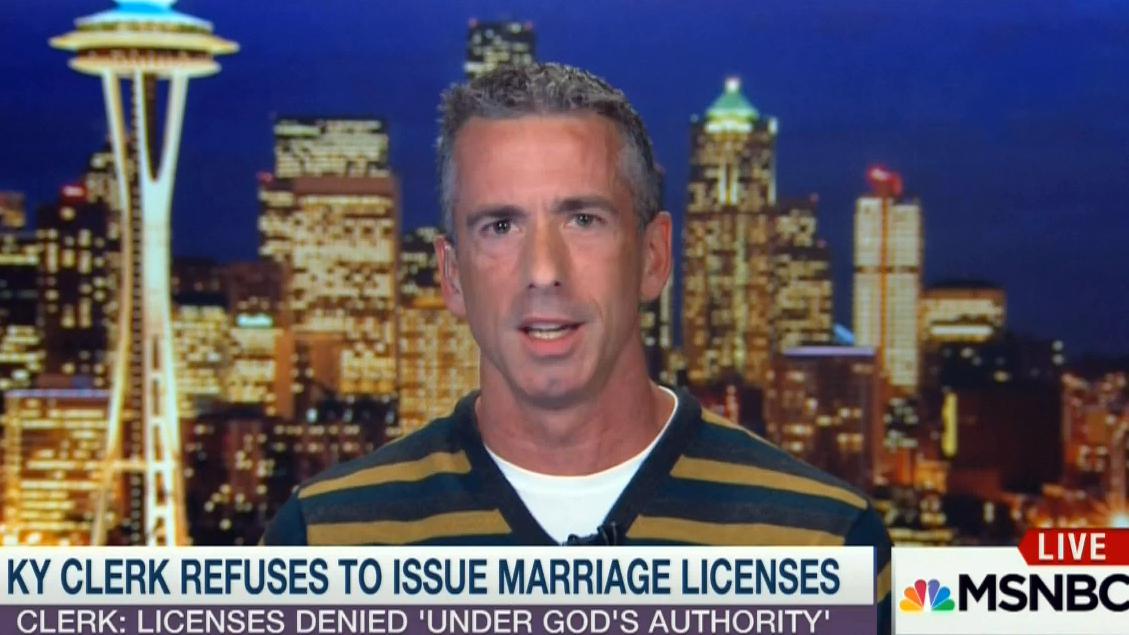 KY CLERK REFUSES TO ISSUE MARRIAGE LICENSES
CLERK: LICENSES DENIED 'UNDER GOD'S AUTHORITY'
LIVE
MSNBC